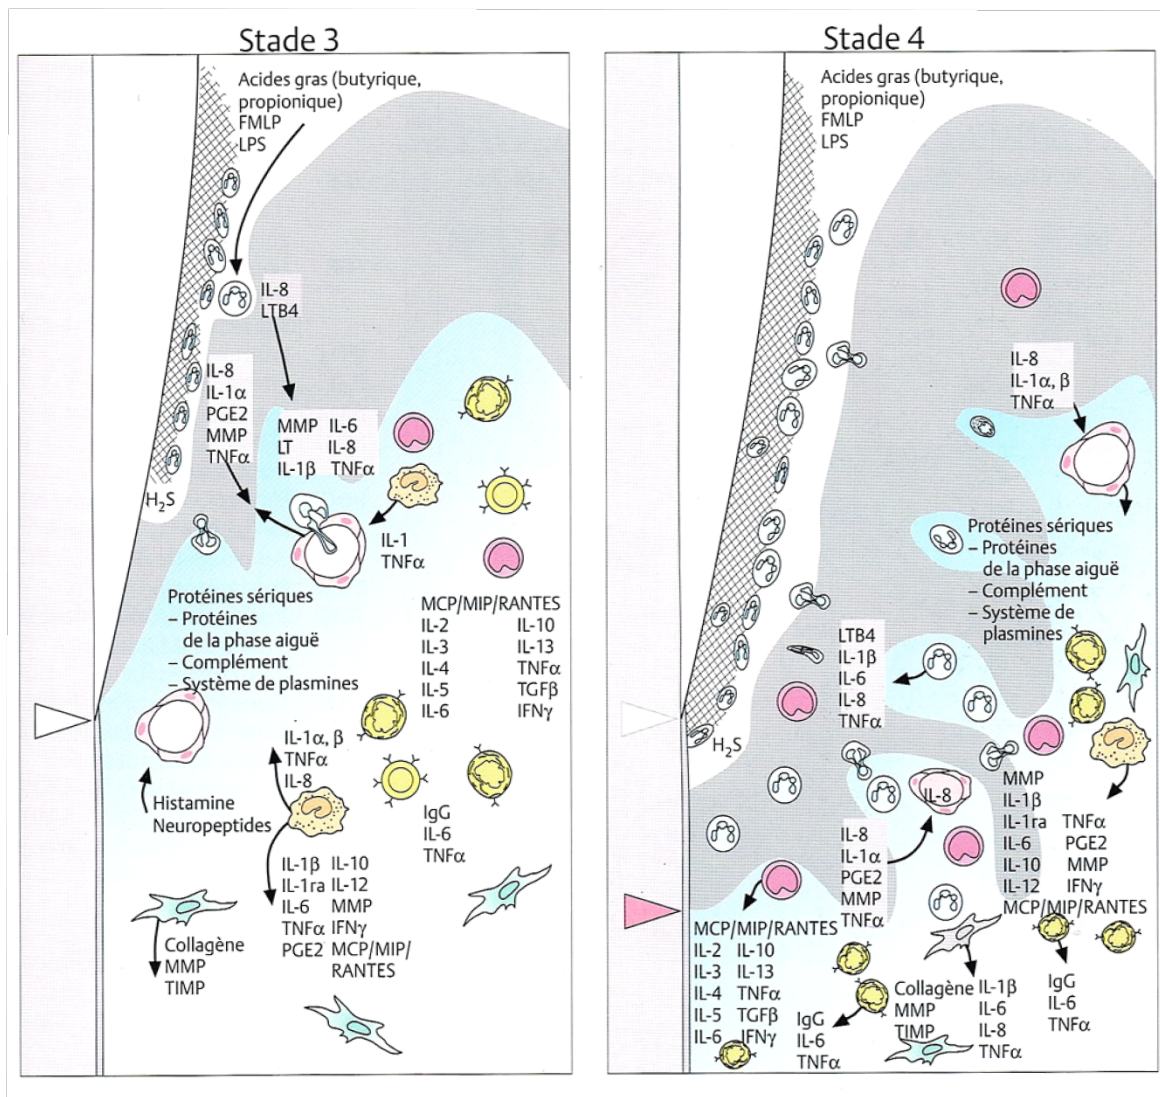 Stade 3
Acides gras (butyrique,
propionique)
FMLP
LPS
IL-8
LTB4
IL-8
IL-1α
PGE2
MMP
TNFα
MMP IL-6
LT IL-8
IL-1β TNFα
H2S
IL-1
TNFα
Protéines sériques
– Protéines
de la phase aiguë
– Complément
– Système de plasmines
MCP/MIP/RANTES
IL-2 IL-10
IL-3 IL-13
IL-4 TNFα
IL-5 TGFβ
IL-6 IFNγ
IL-1α, β
TNFα
IL-8
Histamine
Neuropeptides
IgG
IL-6
TNFα
IL-1β IL-10
IL-1ra IL-12
IL-6 MMP
TNFα IFNγ
PGE2 MCP/MIP/
RANTES
Collagène
MMP
TIMP
Stade 4
Acides gras (butyrique,
propionique)
FMLP
LPS
IL-8
IL-1α, β
TNFα
Protéines sériques
– Protéines
de la phase aiguë
– Complément
– Système de
plasmines
LTB4
IL-1β
IL-6
IL-8
TNFα
H2S
IL-8
MMP
IL-1β
IL-1ra TNFα
IL-6 PGE2
IL-10 MMP
IL-12 IFNγ
MCP/MIP/RANTES
IL-8
IL-1α
PGE2
MMP
TNFα
MCP/MIP/RANTES
IL-2 IL-10
IL-3 IL-13
IL-4 TNFα
IL-5 TGFβ
IL-6 IFNγ
IgG
IL-6
TNFα
Collagène
MMP
TIMP
IL-1β
IL-6
IL-8
TNFα
IgG
IL-6
TNFα